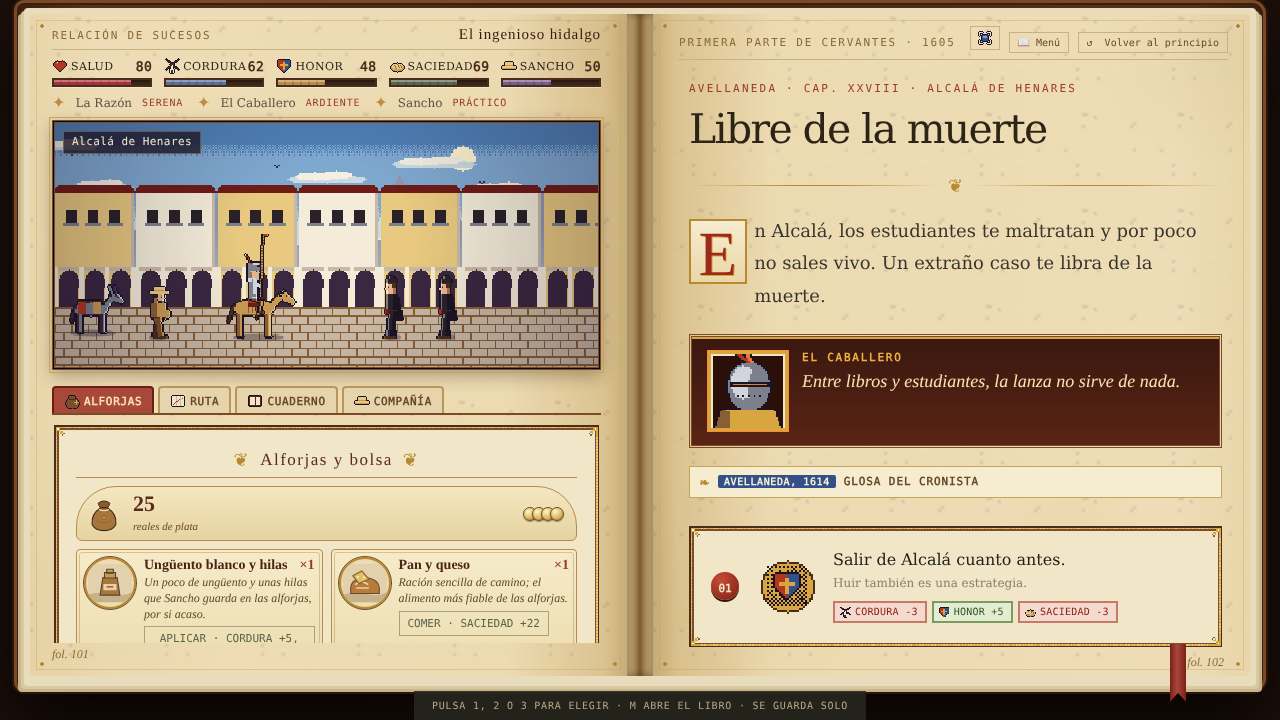 RELACIÓN DE SUCESOS
El ingenioso hidalgo
SALUD 80
CORDURA 62
HONOR 48
SACIEDAD 69
SANCHO 50
La Razón SERENA
El Caballero ARDIENTE
Sancho PRÁCTICO
Alcalá de Henares
ALFORJAS
RUTA
CUADERNO
COMPAÑÍA
Alforjas y bolsa
25
reales de plata
Ungüento blanco y hilas ×1
Un poco de ungüento y unas hilas
que Sancho guarda en las alforjas,
por si acaso.
APLICAR · CORDURA +5,
Pan y queso ×1
Ración sencilla de camino; el
alimento más fiable de las alforjas.
COMER · SACIEDAD +22
fol. 101
PRIMERA PARTE DE CERVANTES · 1605
Menú
↺ Volver al principio
AVELLANEDA · CAP. XXVIII · ALCALÁ DE HENARES
Libre de la muerte
En Alcalá, los estudiantes te maltratan y por poco
no sales vivo. Un extraño caso te libra de la
muerte.
EL CABALLERO
Entre libros y estudiantes, la lanza no sirve de nada.
AVELLANEDA, 1614 GLOSA DEL CRONISTA
01
Salir de Alcalá cuanto antes.
Huir también es una estrategia.
CORDURA -3
HONOR +5
SACIEDAD -3
fol. 102
PULSA 1, 2 O 3 PARA ELEGIR · M ABRE EL LIBRO · SE GUARDA SOLO